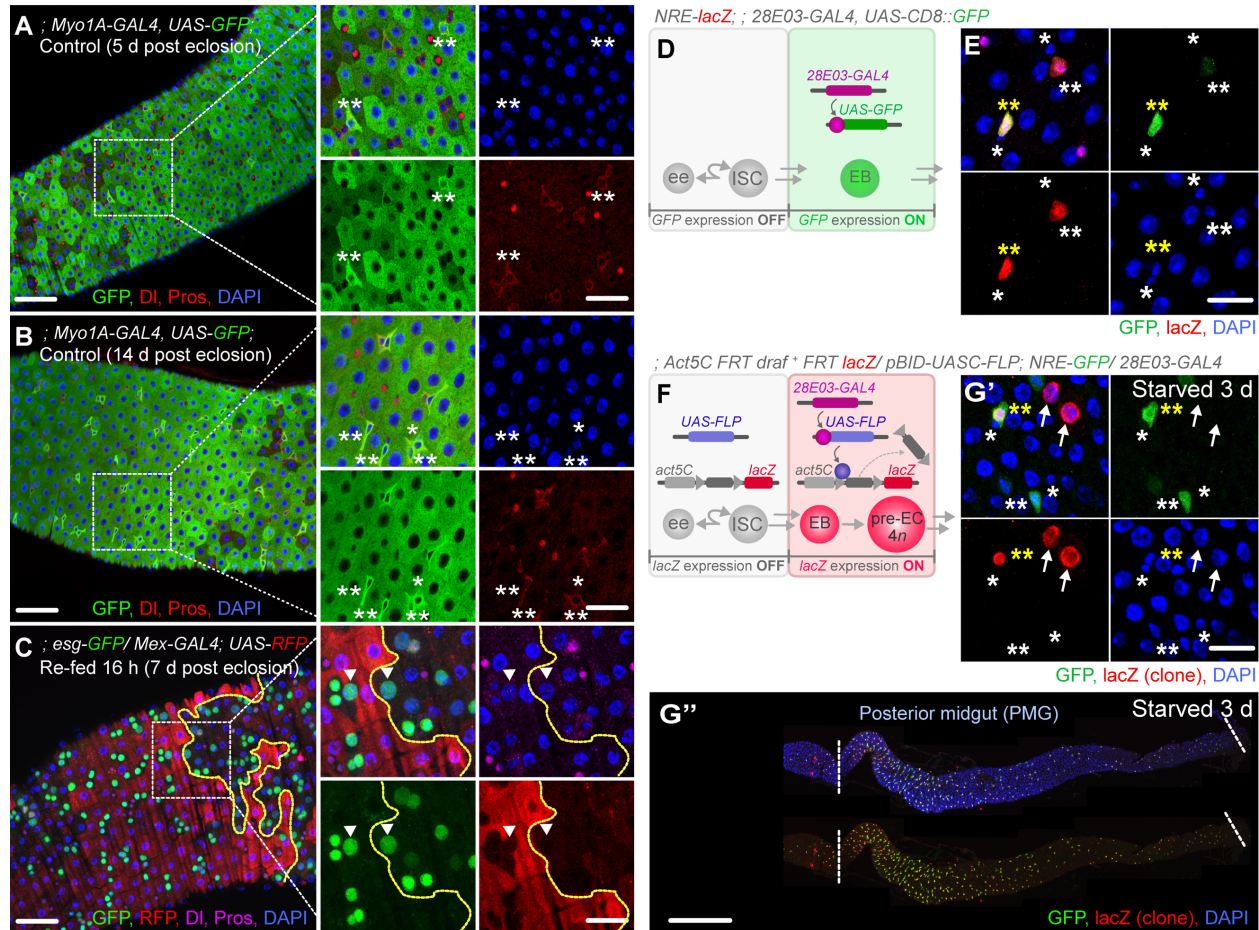 A
; Myo1A-GAL4, UAS-GFP;
Control (5 d post eclosion)
**
**
**
**
**
**
**
**
GFP, Dl, Pros, DAPI
B
; Myo1A-GAL4, UAS-GFP;
Control (14 d post eclosion)
**
*
**
**
**
*
**
**
**
*
**
**
**
*
**
**
GFP, Dl, Pros, DAPI
C
; esg-GFP/ Mex-GAL4; UAS-RFP
Re-fed 16 h (7 d post eclosion)
GFP, RFP, Dl, Pros, DAPI
NRE-lacZ; ; 28E03-GAL4, UAS-CD8::GFP
D
28E03-GAL4
UAS-GFP
ee
ISC
EB
GFP expression OFF
GFP expression ON
E
*
**
**
*
*
**
**
*
*
**
**
*
*
**
**
*
GFP, lacZ, DAPI
; Act5C FRT draf + FRT lacZ/ pBID-UASC-FLP; NRE-GFP/ 28E03-GAL4
F
28E03-GAL4
UAS-FLP
UAS-FLP
act5C
lacZ
act5C
lacZ
ee
ISC
EB
pre-EC
4n
lacZ expression OFF
lacZ expression ON
G'
Starved 3 d
**
*
*
**
**
*
*
**
**
*
*
**
**
*
*
**
GFP, lacZ (clone), DAPI
G''
Starved 3 d
Posterior midgut (PMG)
GFP, lacZ (clone), DAPI